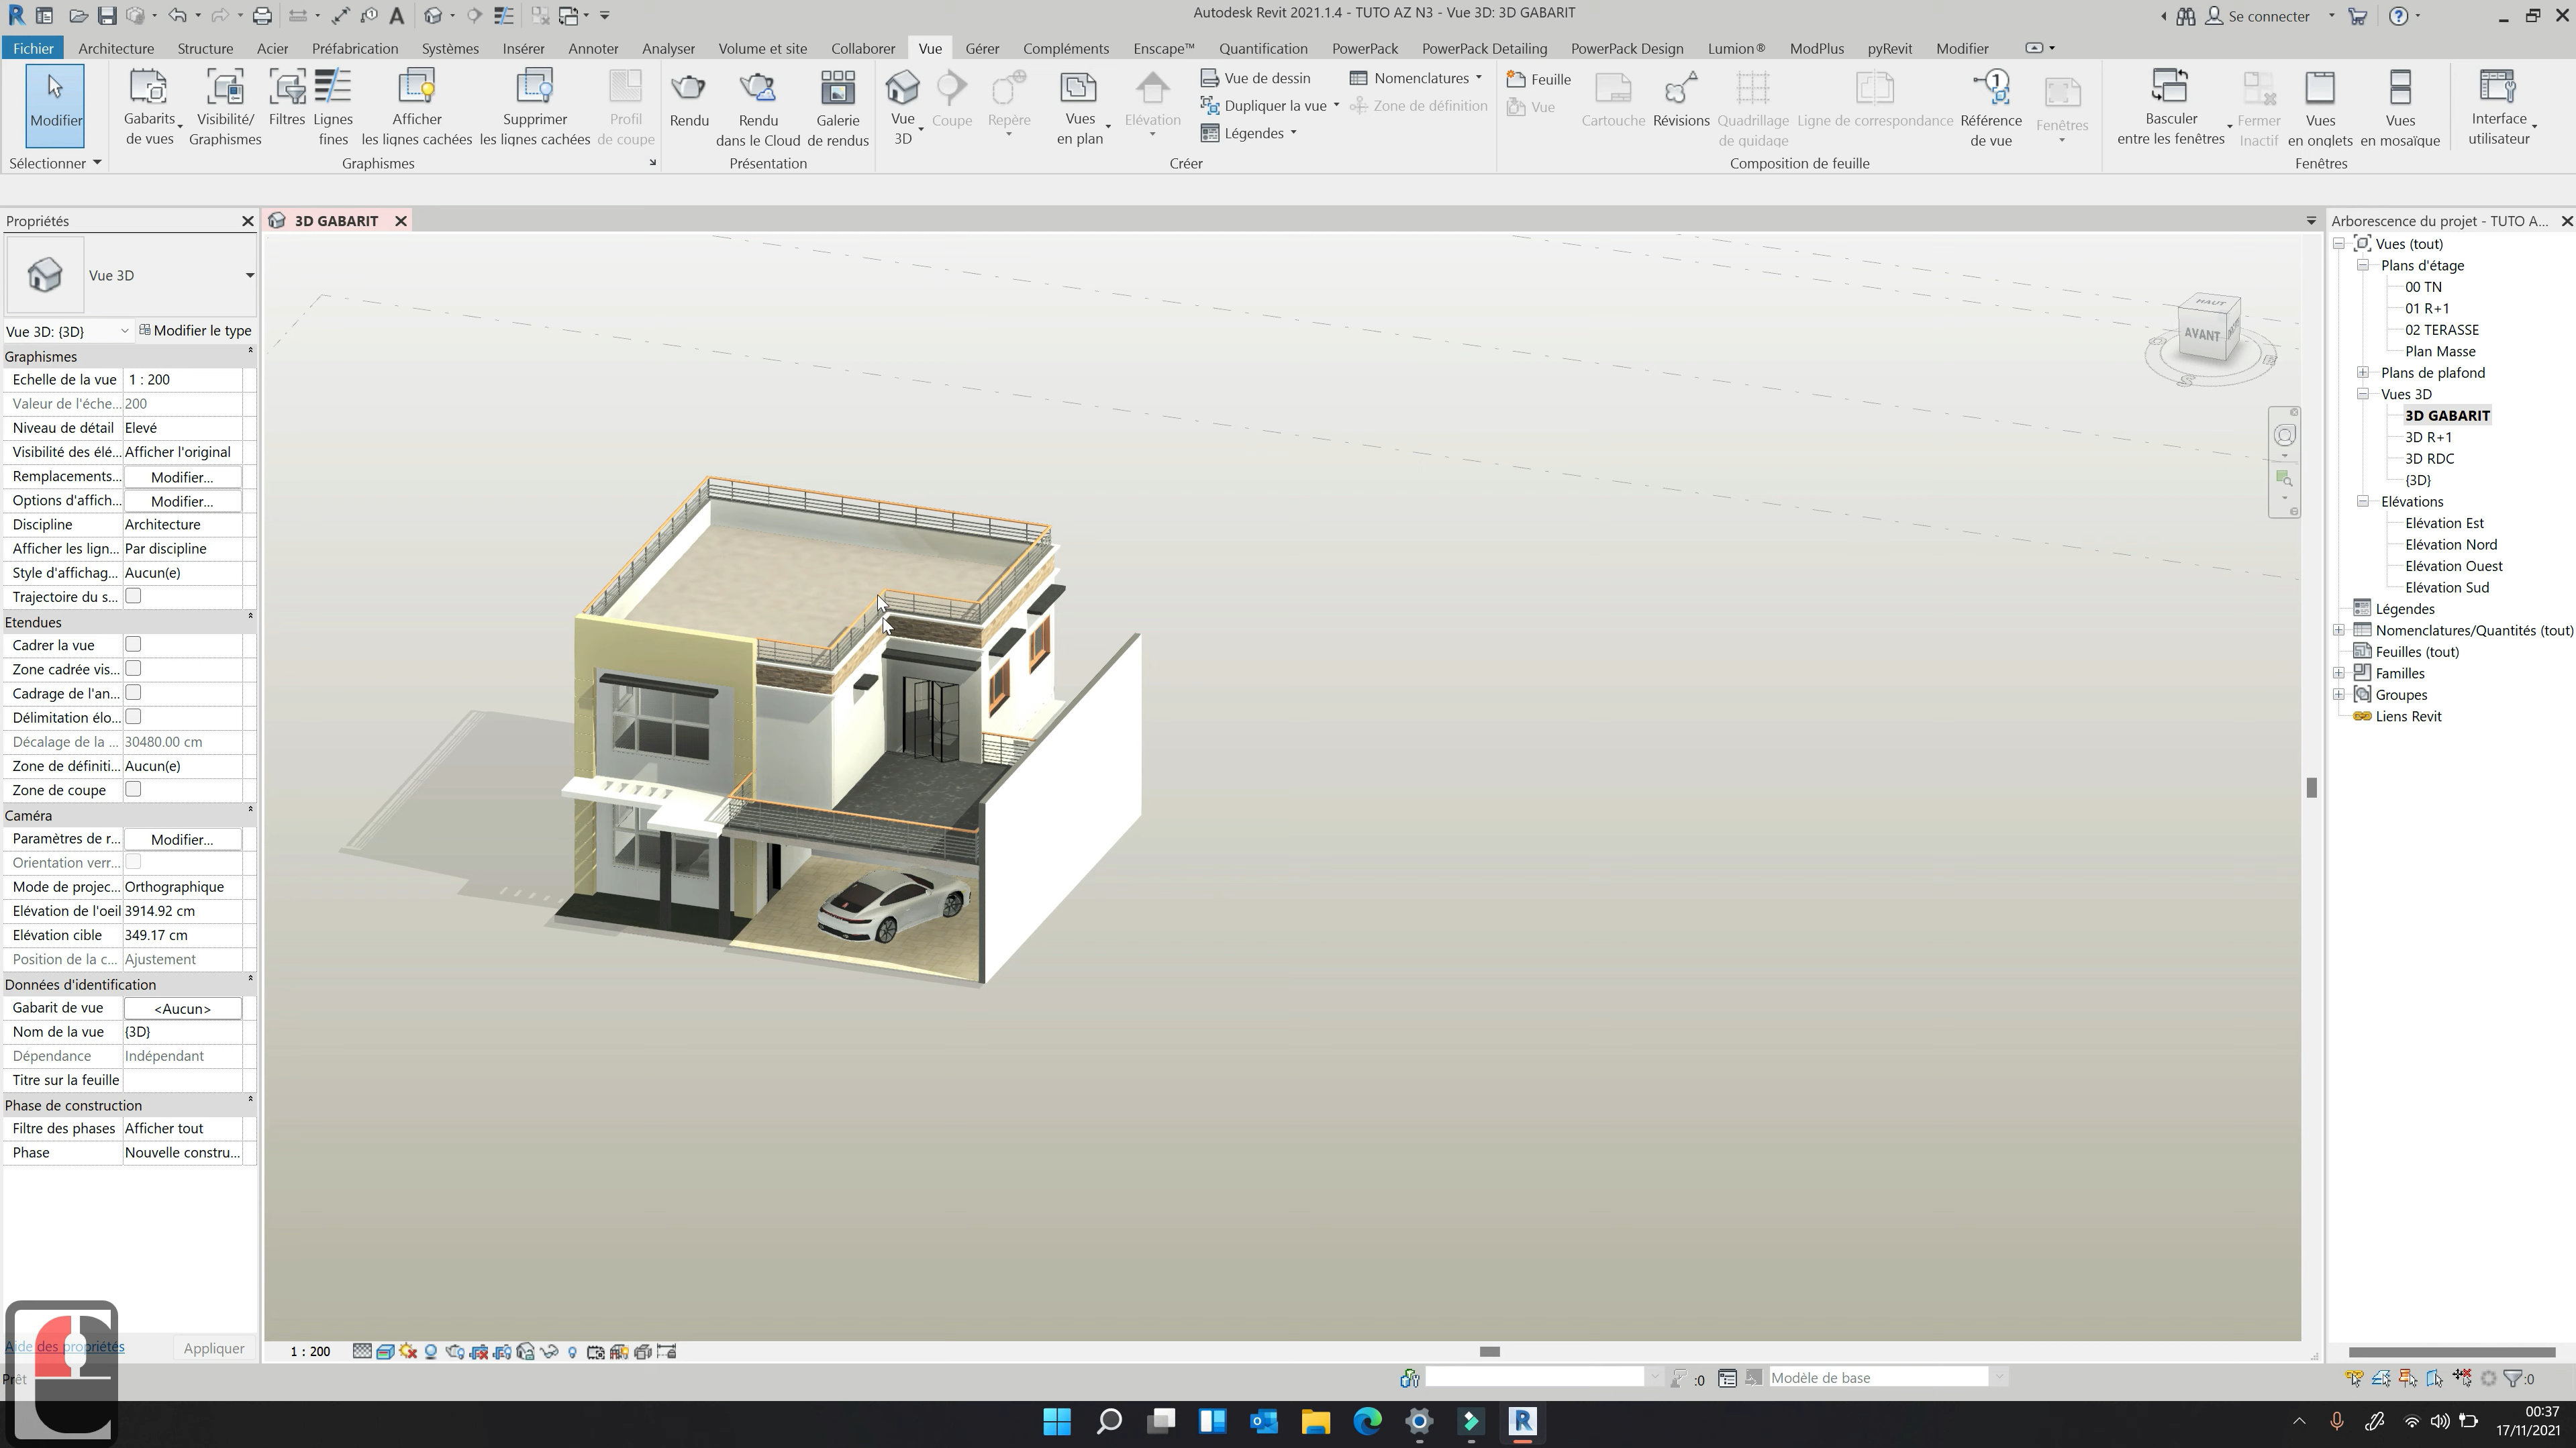 Autodesk Revit 2021.1.4 - TUTO AZ N3 - Vue 3D: 3D GABARIT
Se connecter
Fichier Architecture Structure Acier Préfabrication Systèmes Insérer Annoter Analyser Volume et site Collaborer Vue Gérer Compléments Enscape™ Quantification PowerPack PowerPack Detailing PowerPack Design Lumion® ModPlus pyRevit Modifier
Modifier
Gabarits de vues
Visibilité/ Graphismes
Filtres
Lignes fines
Afficher les lignes cachées
Supprimer les lignes cachées
Profil de coupe
Rendu
Rendu dans le Cloud
Galerie de rendus
Vue 3D
Coupe
Repère
Vues en plan
Elévation
Vue de dessin
Dupliquer la vue
Légendes
Nomenclatures
Zone de définition
Feuille
Vue
Cartouche
Révisions
Quadrillage de guidage
Ligne de correspondance
Référence de vue
Fenêtres
Basculer entre les fenêtres
Fermer Inactif
Vues en onglets
Vues en mosaïque
Interface utilisateur
Sélectionner Graphismes Présentation Créer Composition de feuille Fenêtres
Propriétés
Vue 3D
Vue 3D: {3D} Modifier le type
Graphismes
Echelle de la vue 1 : 200
Valeur de l'éche... 200
Niveau de détail Elevé
Visibilité des élé... Afficher l'original
Remplacements... Modifier...
Options d'affich... Modifier...
Discipline Architecture
Afficher les lign... Par discipline
Style d'affichag... Aucun(e)
Trajectoire du s...
Etendues
Cadrer la vue
Zone cadrée vis...
Cadrage de l'an...
Délimitation élo...
Décalage de la ... 30480.00 cm
Zone de définiti... Aucun(e)
Zone de coupe
Caméra
Paramètres de r... Modifier...
Orientation verr...
Mode de projec... Orthographique
Elévation de l'oeil 3914.92 cm
Elévation cible 349.17 cm
Position de la c... Ajustement
Données d'identification
Gabarit de vue <Aucun>
Nom de la vue {3D}
Dépendance Indépendant
Titre sur la feuille
Phase de construction
Filtre des phases Afficher tout
Phase Nouvelle constru...
Aide des propriétés Appliquer
Prêt
3D GABARIT
HAUT
AVANT
S
1 : 200
:0
Modèle de base
:0
Arborescence du projet - TUTO A...
Vues (tout)
Plans d'étage
00 TN
01 R+1
02 TERASSE
Plan Masse
Plans de plafond
Vues 3D
3D GABARIT
3D R+1
3D RDC
{3D}
Elévations
Elévation Est
Elévation Nord
Elévation Ouest
Elévation Sud
Légendes
Nomenclatures/Quantités (tout)
Feuilles (tout)
Familles
Groupes
Liens Revit
00:37
17/11/2021